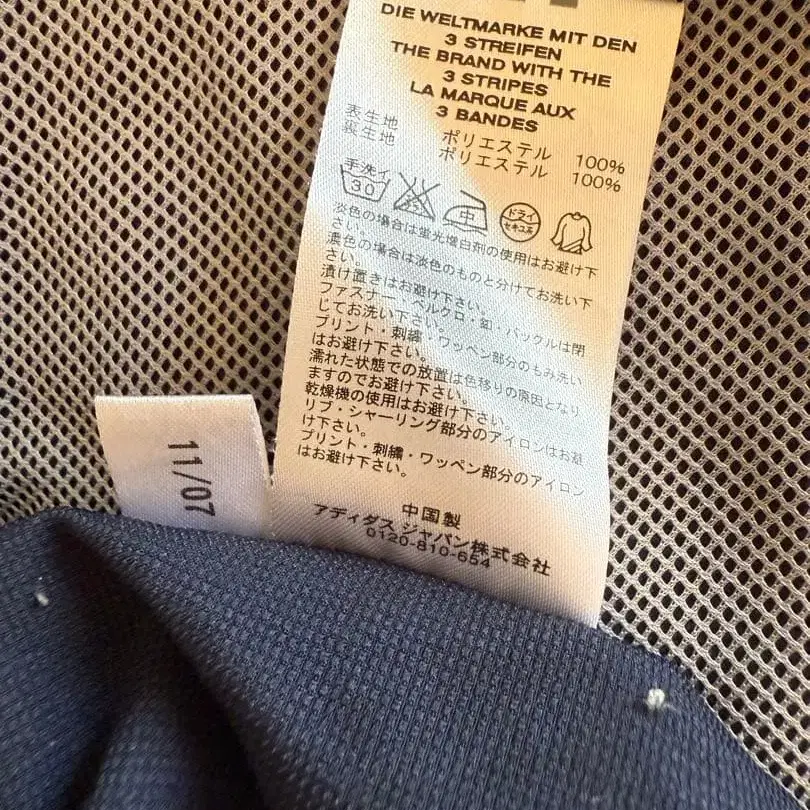 DIE WELTMARKE MIT DEN
3 STREIFEN
THE BRAND WITH THE
3 STRIPES
LA MARQUE AUX
3 BANDES
表生地 ポリエステル 100%
裏生地 ポリエステル 100%
手洗イ
30
中
ドライ
セキユ系
淡色の場合は蛍光増白剤の使用はお避け下
さい。
濃色の場合は淡色のものと分けてお洗い下
さい。
漬け置きはお避け下さい。
ファスナー・ベルクロ・釦・バックルは閉
じてお洗い下さい。
プリント・刺繍・ワッペン部分のもみ洗い
はお避け下さい。
濡れた状態での放置は色移りの原因となり
ますのでお避け下さい。
乾燥機の使用はお避け下さい。
リブ・シャーリング部分のアイロンはお避
け下さい。
プリント・刺繍・ワッペン部分のアイロン
はお避け下さい。
中国製
アディダス ジャパン株式会社
0120-810-654
11/07